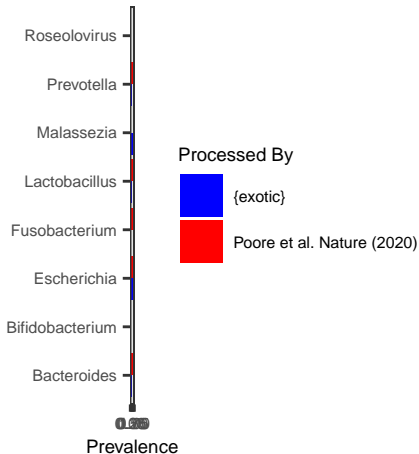 Roseolovirus
Prevotella
Malassezia
Lactobacillus
Fusobacterium
Escherichia
Bifidobacterium
Bacteroides
Prevalence
Processed By
{exotic}
Poore et al. Nature (2020)